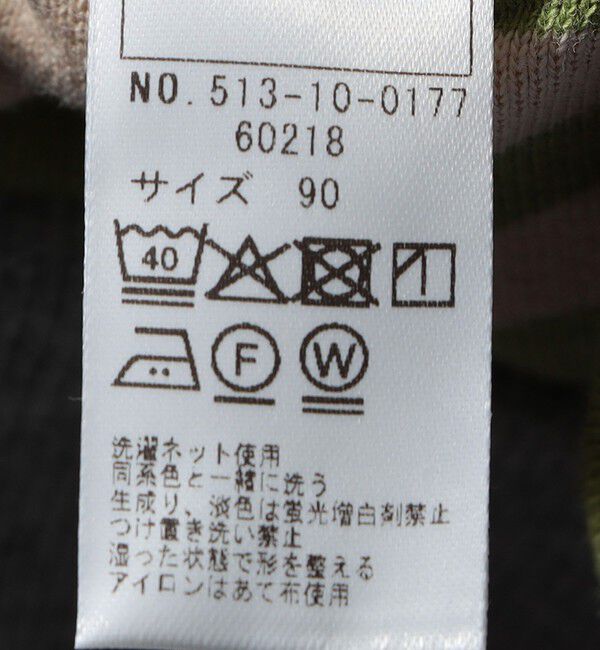 NO. 513-10-0177
60218
サイズ 90
40
F W
洗濯ネット使用
同系色と一緒に洗う
生成り、淡色は蛍光増白剤禁止
つけ置き洗い禁止
湿った状態で形を整える
アイロンはあて布使用